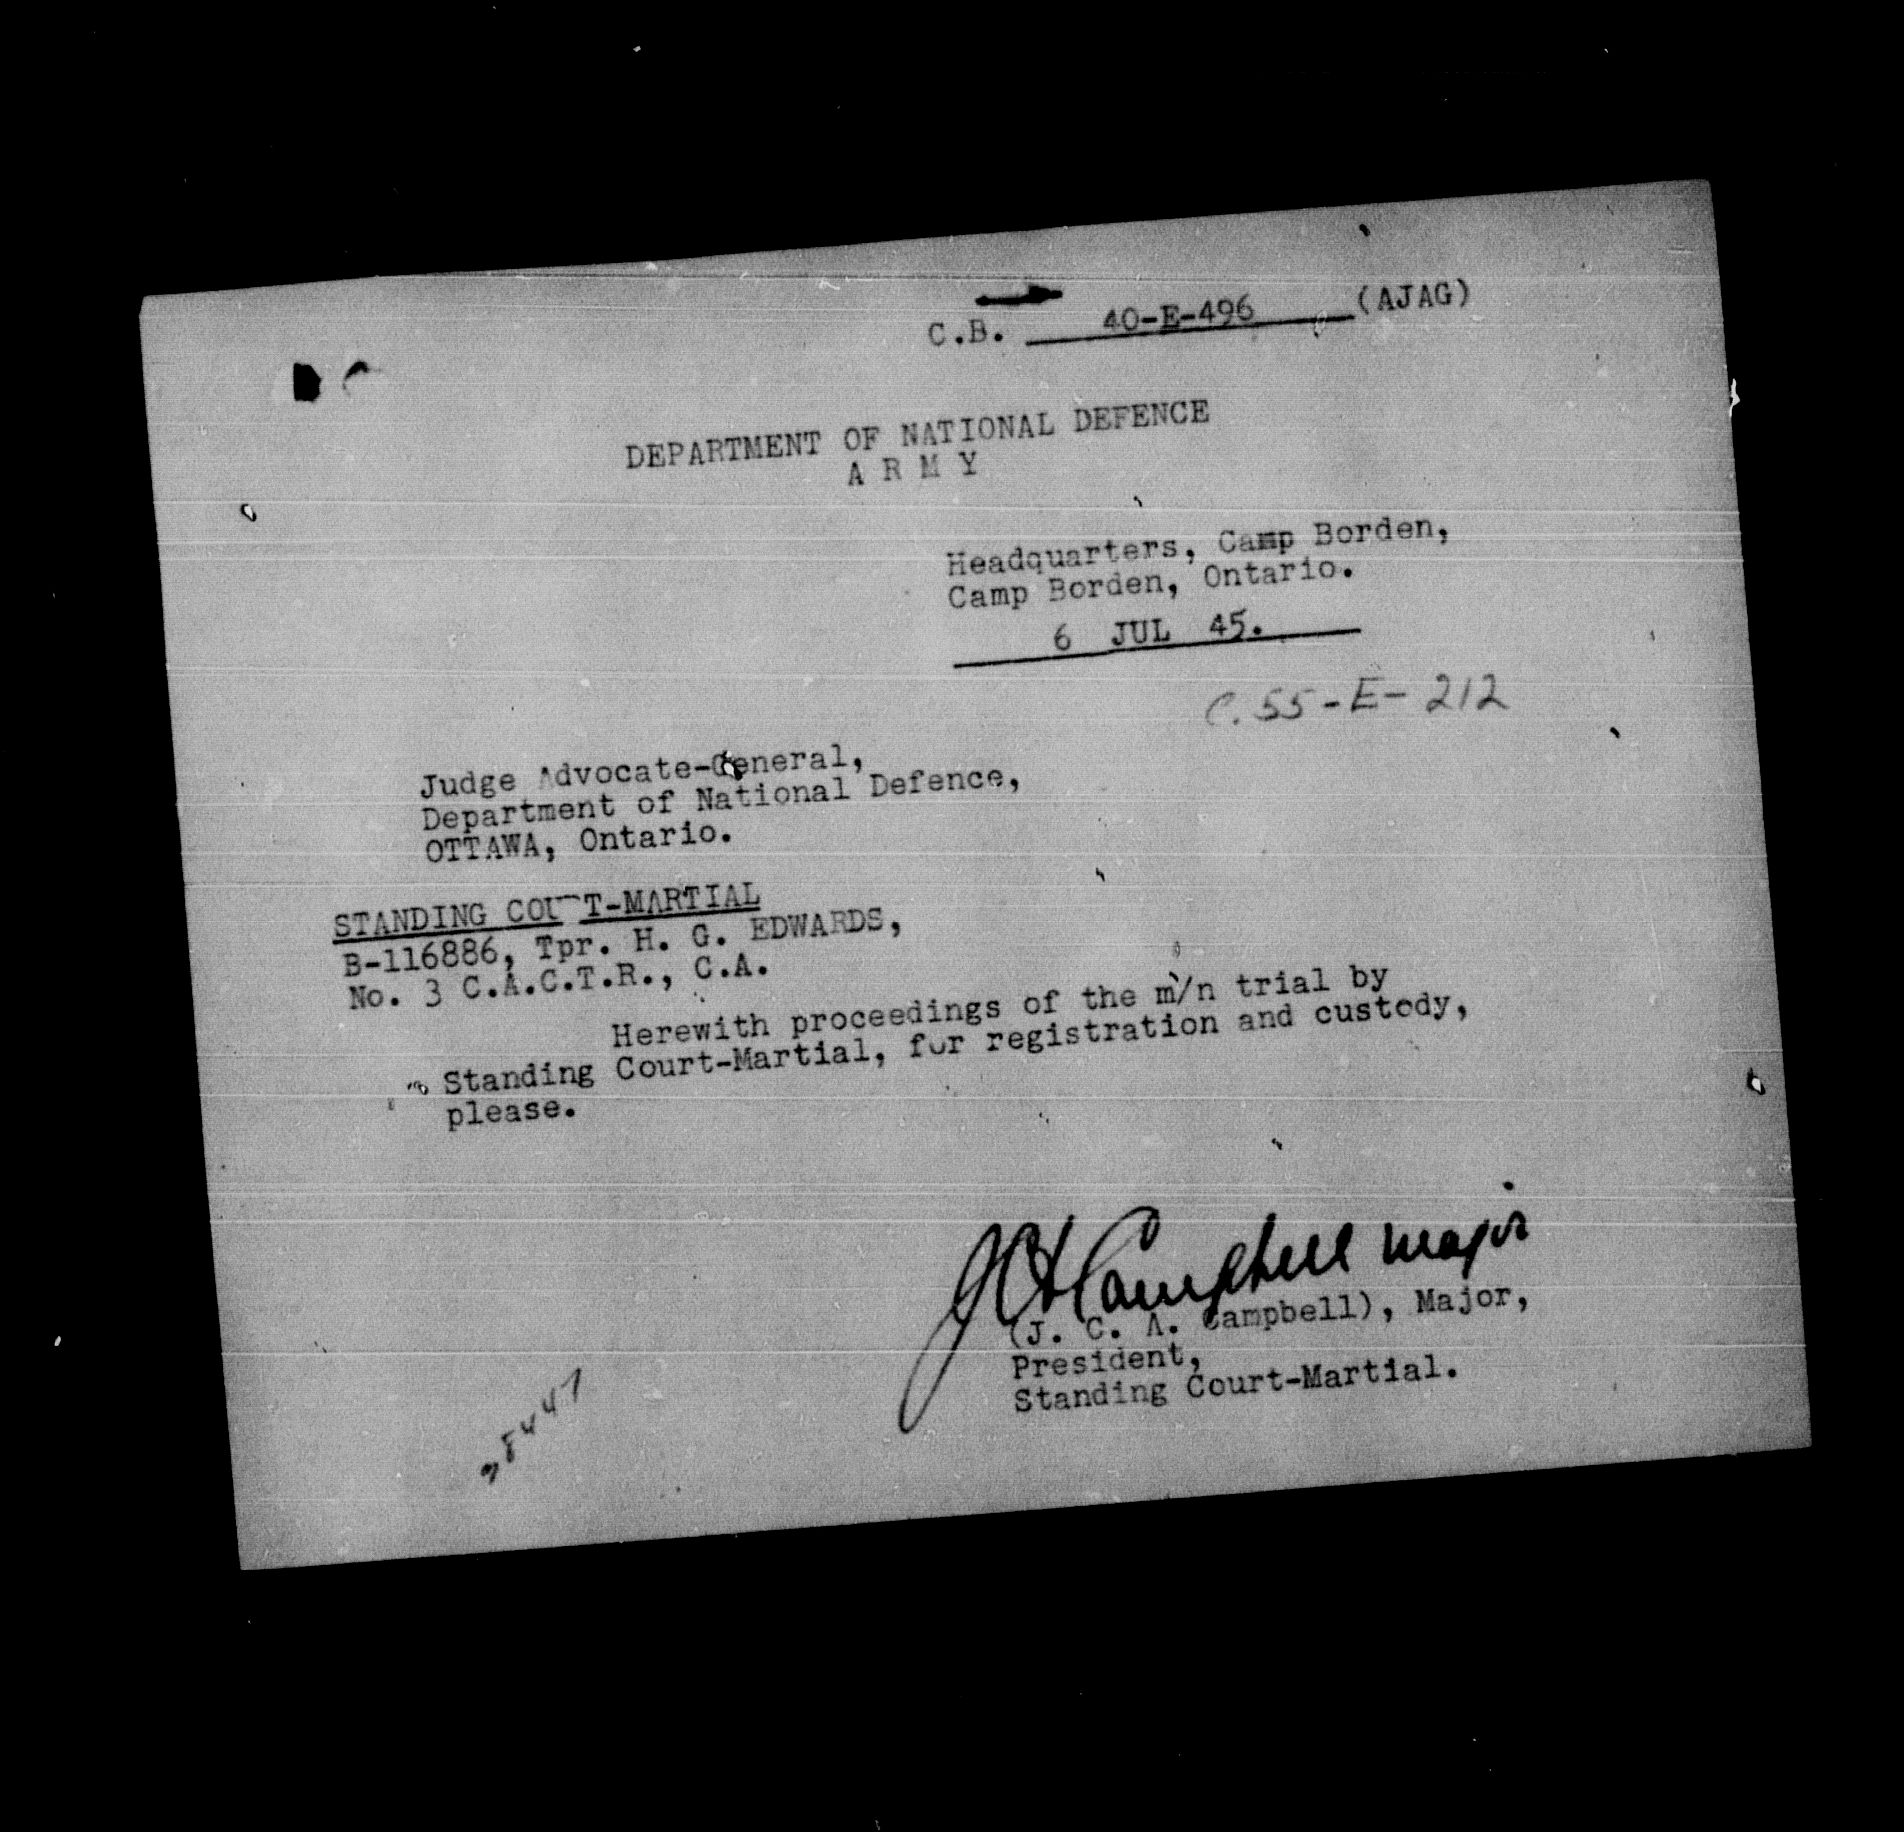 C.B. 40-E-496 (AJAG)
DEPARTMENT OF NATIONAL DEFENCE
A R M Y
Headquarters, Camp Borden,
Camp Borden, Ontario.
6 JUL 45.
C.55-E-212
Judge Advocate-General,
Department of National Defence,
OTTAWA, Ontario.
STANDING COURT-MARTIAL
B-116886, Tpr. H. G. EDWARDS,
No. 3 C.A.C.T.R., C.A.
Herewith proceedings of the m/n trial by
Standing Court-Martial, for registration and custody,
please.
JCA Campbell Major
(J. C. A. Campbell), Major,
President,
Standing Court-Martial.